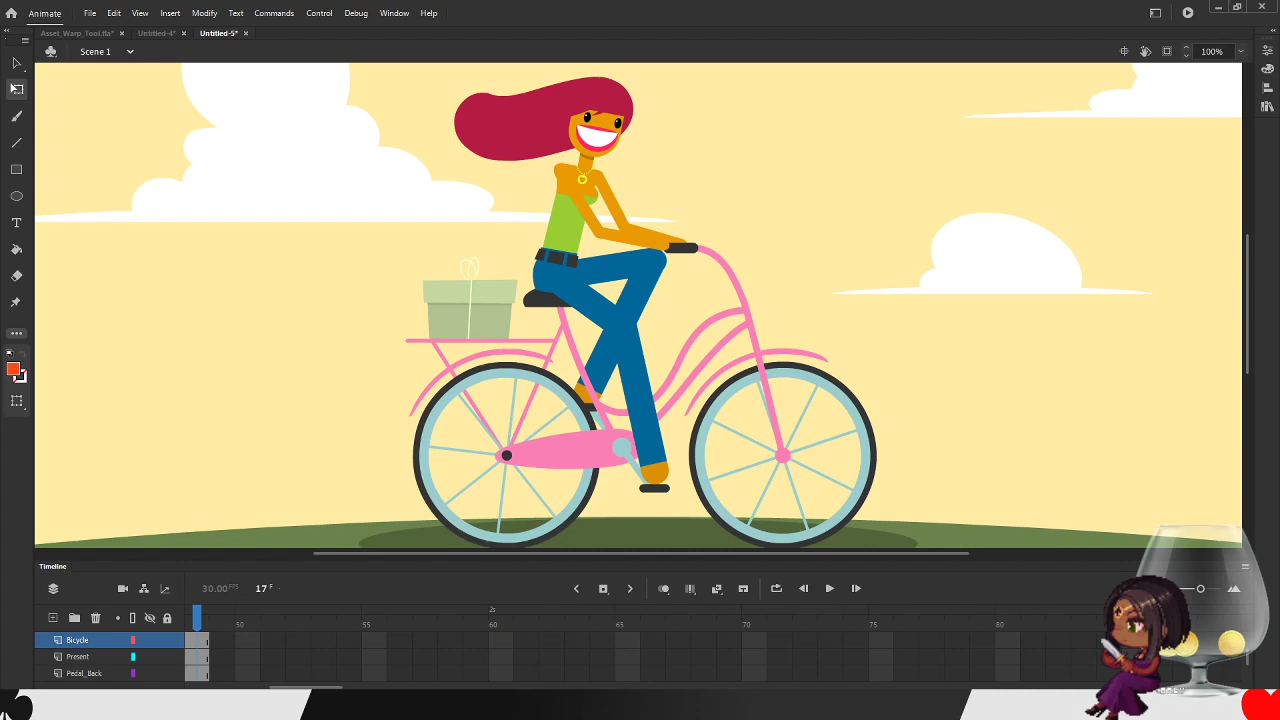 Animate File Edit View Insert Modify Text Commands Control Debug Window Help
Asset_Warp_Tool.fla* Untitled-4* Untitled-5*
Scene 1 100%
Timeline
30.00 FPS 17 F
2s
50 55 60 65 70 75 80
Bicycle
Present
Pedal_Back